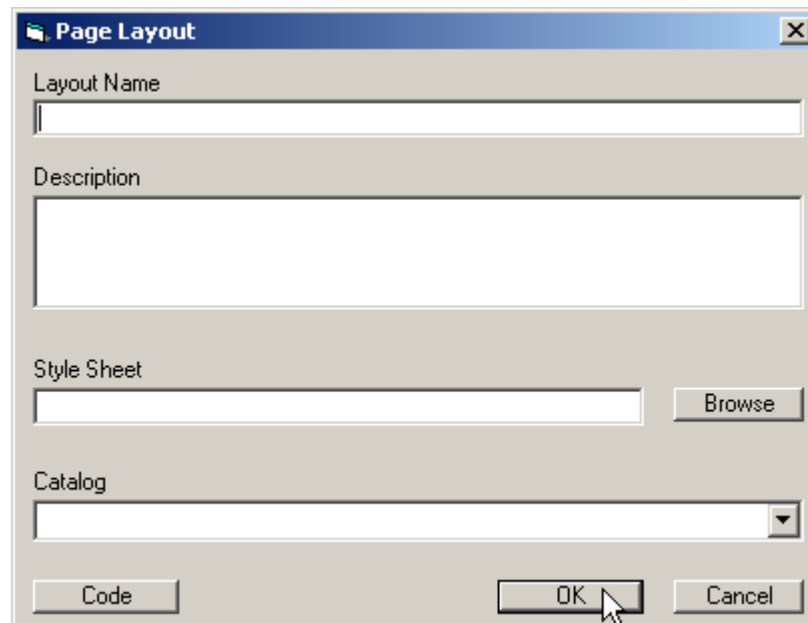 Page Layout
Layout Name
Description
Style Sheet
Browse
Catalog
Code OK Cancel